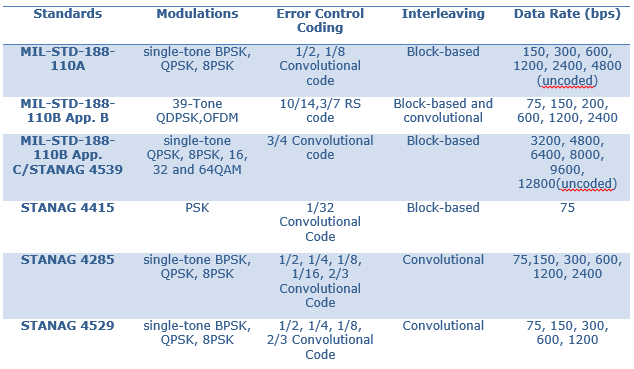 Standards Modulations Error Control Coding Interleaving Data Rate (bps)
MIL-STD-188-110A single-tone BPSK, QPSK, 8PSK 1/2, 1/8 Convolutional code Block-based 150, 300, 600, 1200, 2400, 4800 (uncoded)
MIL-STD-188-110B App. B 39-Tone QDPSK,OFDM 10/14,3/7 RS code Block-based and convolutional 75, 150, 200, 600, 1200, 2400
MIL-STD-188-110B App. C/STANAG 4539 single-tone QPSK, 8PSK, 16, 32 and 64QAM 3/4 Convolutional code Block-based 3200, 4800, 6400, 8000, 9600, 12800(uncoded)
STANAG 4415 PSK 1/32 Convolutional Code Block-based 75
STANAG 4285 single-tone BPSK, QPSK, 8PSK 1/2, 1/4, 1/8, 1/16, 2/3 Convolutional Code Convolutional 75,150, 300, 600, 1200, 2400
STANAG 4529 single-tone BPSK, QPSK, 8PSK 1/2, 1/4, 1/8, 2/3 Convolutional Code Convolutional 75, 150, 300, 600, 1200